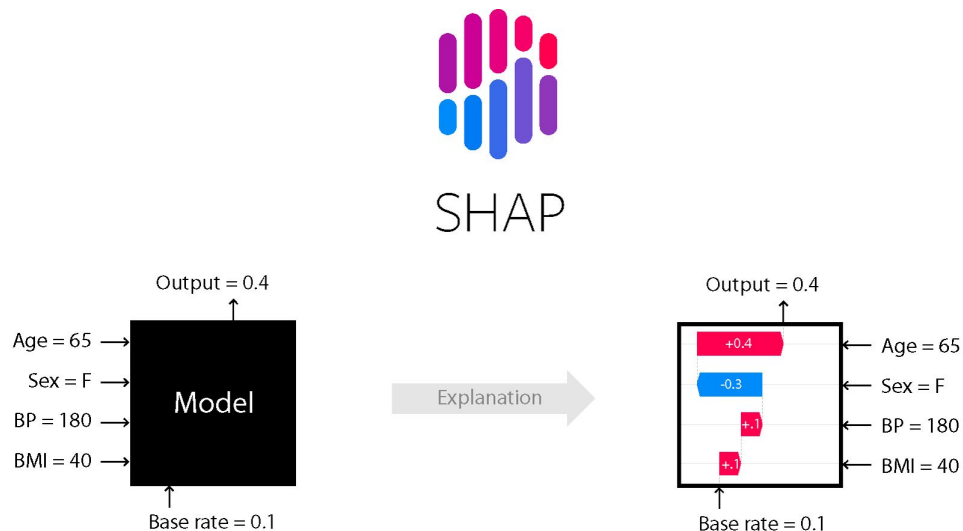 SHAP
Output = 0.4
Age = 65
Sex = F
BP = 180
BMI = 40
Model
Base rate = 0.1
Explanation
Output = 0.4
+0.4
-0.3
+.1
+.1
Age = 65
Sex = F
BP = 180
BMI = 40
Base rate = 0.1